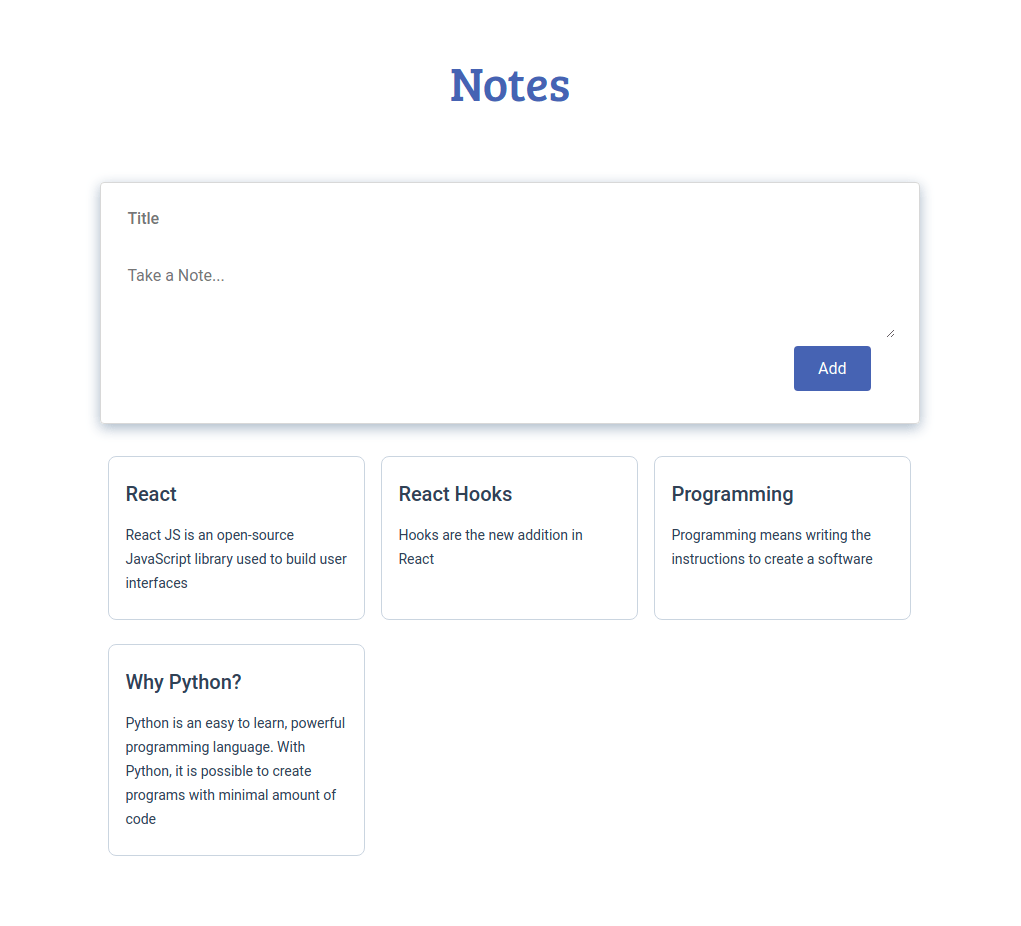 Notes
Title
Take a Note...
Add
React
React JS is an open-source
JavaScript library used to build user
interfaces
React Hooks
Hooks are the new addition in
React
Programming
Programming means writing the
instructions to create a software
Why Python?
Python is an easy to learn, powerful
programming language. With
Python, it is possible to create
programs with minimal amount of
code